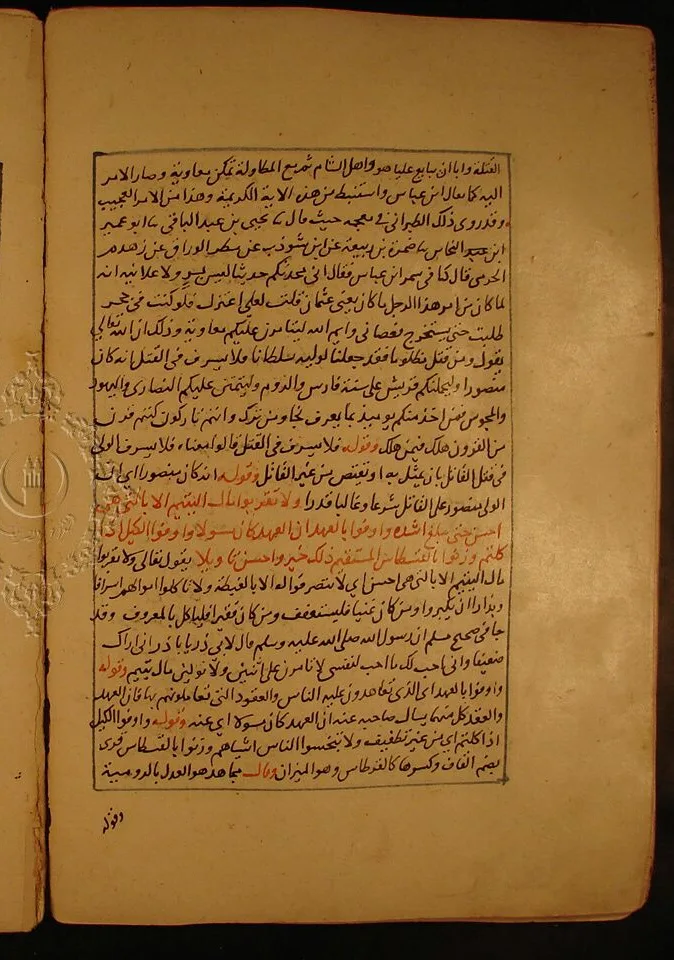 القتلة وابا ان يبايع عليا هو واهل الشام ثم مع المطاولة تمكن معاوية وصار الامر
اليه كما قال ابن عباس واستنبط من هذه الاية الكريمة وهذا من الامر العجيب
وقد روى ذلك الطبراني في معجمه حيث قال ثنا يحيى بن عبد الباقي ثنا ابو عمير
ابن النحاس ثنا ضمرة بن ربيعة عن ابن شوذب عن مطر الوراق عن زهدم
الجرمي قال كنا في سمر ابن عباس فقال اني محدثكم حديثا ليس بسر ولا علانية انه
لما كان من امر هذا الرجل ما كان يعني عثمان قلت لعلي اعتزل فلو كنت في حجر
طلبت حتى تستخرج فعصاني وايم الله ليتامرن عليكم معاوية وذلك ان الله تعالى
يقول ومن قتل مظلوما فقد جعلنا لوليه سلطانا فلا يسرف في القتل انه كان
منصورا وليحملنكم قريش على سنة فارس والروم وليتمنن عليكم النصارى واليهود
والمجوس فمن اخذ منكم يوميذ بما يعرف نجا ومن ترك وانتم تاركون كنتم كقرن
من القرون هلك فيمن هلك وقوله فلا يسرف في القتل قالوا معناه فلا يسرف الولي
في قتل القاتل بان يمثل به او يقتص من غير القاتل وقوله انه كان منصورا اي ان
الولي منصور على القاتل شرعا وغالبا قدرا ولا تقربوا مال اليتيم الا بالتي هي
احسن حتى يبلغ اشده واوفوا بالعهد ان العهد كان مسولا واوفوا الكيل اذا
كلتم وزنوا بالقسطاس المستقيم ذلك خير واحسن تاويلا يقول تعالى ولا تقربوا
مال اليتيم الا بالتي هي احسن اي لا تتصرفوا له الا بالغبطة ولا تاكلوا اموالهم اسرافا
وبدارا ان يكبروا ومن كان غنيا فليستعفف ومن كان فقيرا فلياكل بالمعروف وقد
جا في صحيح مسلم ان رسول الله صلى الله عليه وسلم قال لابي ذر يا با ذر اني اراك
ضعيفا واني احب لك ما احب لنفسي لا تامرن على اثنين ولا تولين مال يتيم وقوله
واوفوا بالعهد اي الذي تعاهدون عليه الناس والعقود التي تعاملونهم بها فان العهد
والعقد كل منهما يسال صاحبه عنه ان العهد كان مسولا اي عنه وقوله واوفوا الكيل
اذا كلتم اي من غير تطفيف ولا تبخسوا الناس اشياهم وزنوا بالقسطاس قرى
بضم القاف وكسرها كالقرطاس وهو الميزان وقال مجاهد هو العدل بالرومية
وقوله